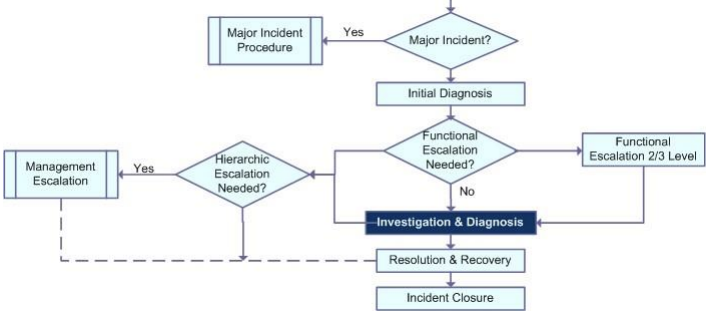 Major Incident
Procedure
Yes
Major Incident?
Initial Diagnosis
Functional
Escalation
Needed?
Functional
Escalation 2/3 Level
Management
Escalation
Yes
Hierarchic
Escalation
Needed?
No
Investigation & Diagnosis
Resolution & Recovery
Incident Closure